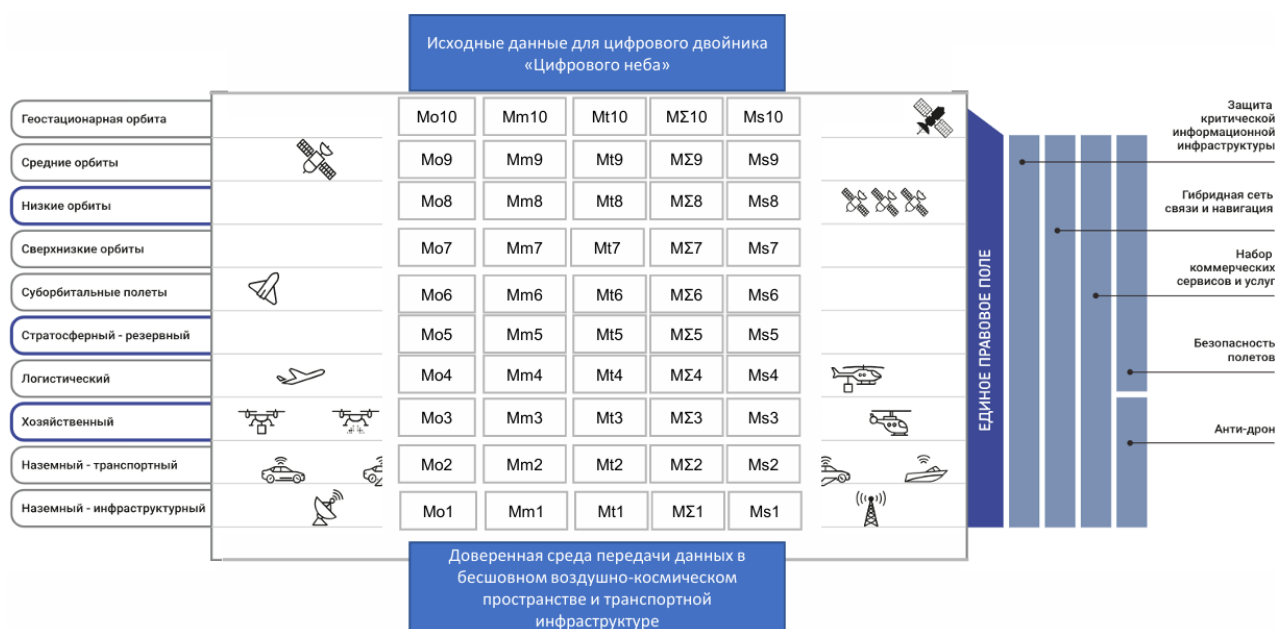 Исходные данные для цифрового двойника
«Цифрового неба»
Геостационарная орбита
Mo10 Mm10 Mt10 MΣ10 Ms10
Средние орбиты
Mo9 Mm9 Mt9 MΣ9 Ms9
Низкие орбиты
Mo8 Mm8 Mt8 MΣ8 Ms8
Сверхнизкие орбиты
Mo7 Mm7 Mt7 MΣ7 Ms7
Суборбитальные полеты
Mo6 Mm6 Mt6 MΣ6 Ms6
Стратосферный - резервный
Mo5 Mm5 Mt5 MΣ5 Ms5
Логистический
Mo4 Mm4 Mt4 MΣ4 Ms4
Хозяйственный
Mo3 Mm3 Mt3 MΣ3 Ms3
Наземный - транспортный
Mo2 Mm2 Mt2 MΣ2 Ms2
Наземный - инфраструктурный
Mo1 Mm1 Mt1 MΣ1 Ms1
ЕДИНОЕ ПРАВОВОЕ ПОЛЕ
Защита
критической
информационной
инфраструктуры
Гибридная сеть
связи и навигация
Набор
коммерческих
сервисов и услуг
Безопасность
полетов
Анти-дрон
Доверенная среда передачи данных в
бесшовном воздушно-космическом
пространстве и транспортной
инфраструктуре